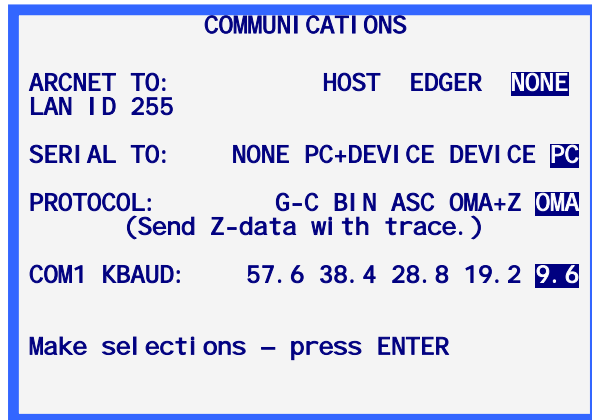 COMMUNICATIONS
ARCNET TO: HOST EDGER NONE
LAN ID 255
SERIAL TO: NONE PC+DEVICE DEVICE PC
PROTOCOL: G-C BIN ASC OMA+Z OMA
(Send Z-data with trace.)
COM1 KBAUD: 57.6 38.4 28.8 19.2 9.6
Make selections – press ENTER